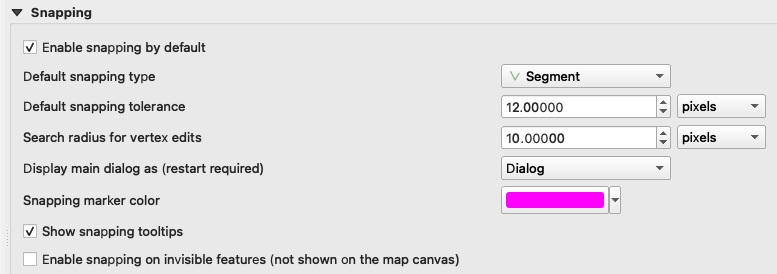 Snapping
Enable snapping by default
Default snapping type Segment
Default snapping tolerance 12.00000 pixels
Search radius for vertex edits 10.00000 pixels
Display main dialog as (restart required) Dialog
Snapping marker color
Show snapping tooltips
Enable snapping on invisible features (not shown on the map canvas)